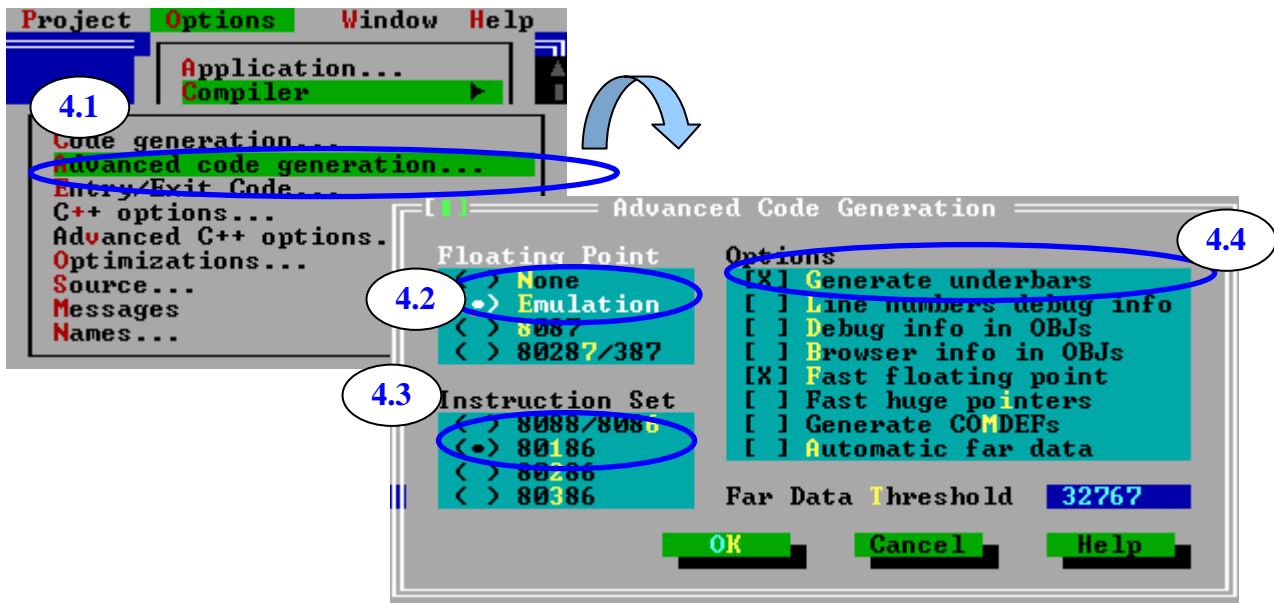 Project Options Window Help
Application...
Compiler
4.1
Code generation...
Advanced code generation...
Entry/Exit Code...
C++ options...
Advanced C++ options.
Optimizations...
Source...
Messages
Names...
Advanced Code Generation
4.4
Floating Point
4.2
( ) None
(•) Emulation
( ) 8087
( ) 80287/387
4.3
Instruction Set
( ) 8088/8086
(•) 80186
( ) 80286
( ) 80386
Options
[X] Generate underbars
[ ] Line numbers debug info
[ ] Debug info in OBJs
[ ] Browser info in OBJs
[X] Fast floating point
[ ] Fast huge pointers
[ ] Generate COMDEFs
[ ] Automatic far data
Far Data Threshold 32767
OK Cancel Help